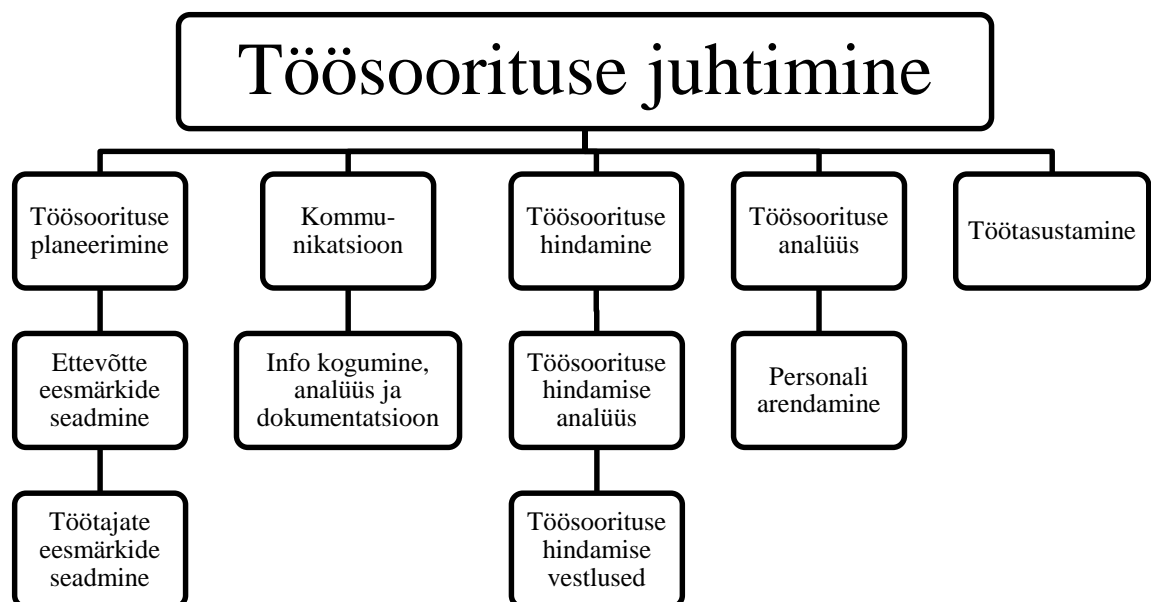 Töösoorituse juhtimine
Töösoorituse
planeerimine
Ettevõtte
eesmärkide
seadmine
Töötajate
eesmärkide
seadmine
Kommu-
nikatsioon
Info kogumine,
analüüs ja
dokumentatsioon
Töösoorituse
hindamine
Töösoorituse
hindamise
analüüs
Töösoorituse
hindamise
vestlused
Töösoorituse
analüüs
Personali
arendamine
Töötasustamine